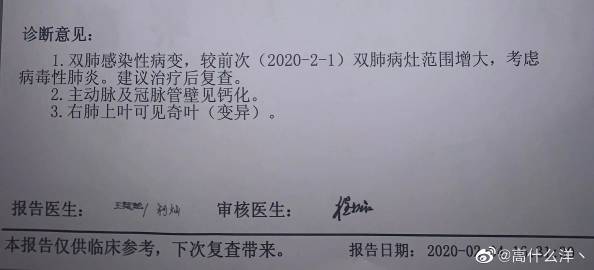 诊断意见：
1.双肺感染性病变，较前次（2020-2-1）双肺病灶范围增大，考虑
病毒性肺炎。建议治疗后复查。
2.主动脉及冠脉管壁见钙化。
3.右肺上叶可见奇叶（变异）。
报告医生： 审核医生：
本报告仅供临床参考，下次复查带来。 报告日期：2020-02-
@高什么洋丶